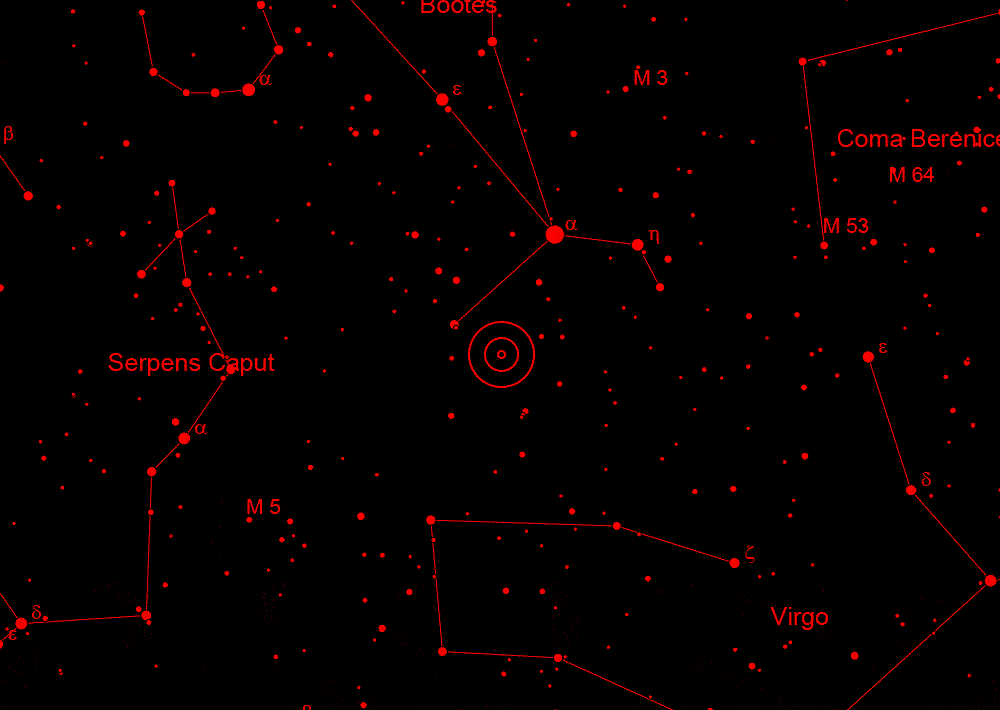 Bootes
α
ε
M 3
β
Coma Berenice
M 64
α
η
M 53
Serpens Caput
ε
α
δ
M 5
ζ
δ
ε
Virgo